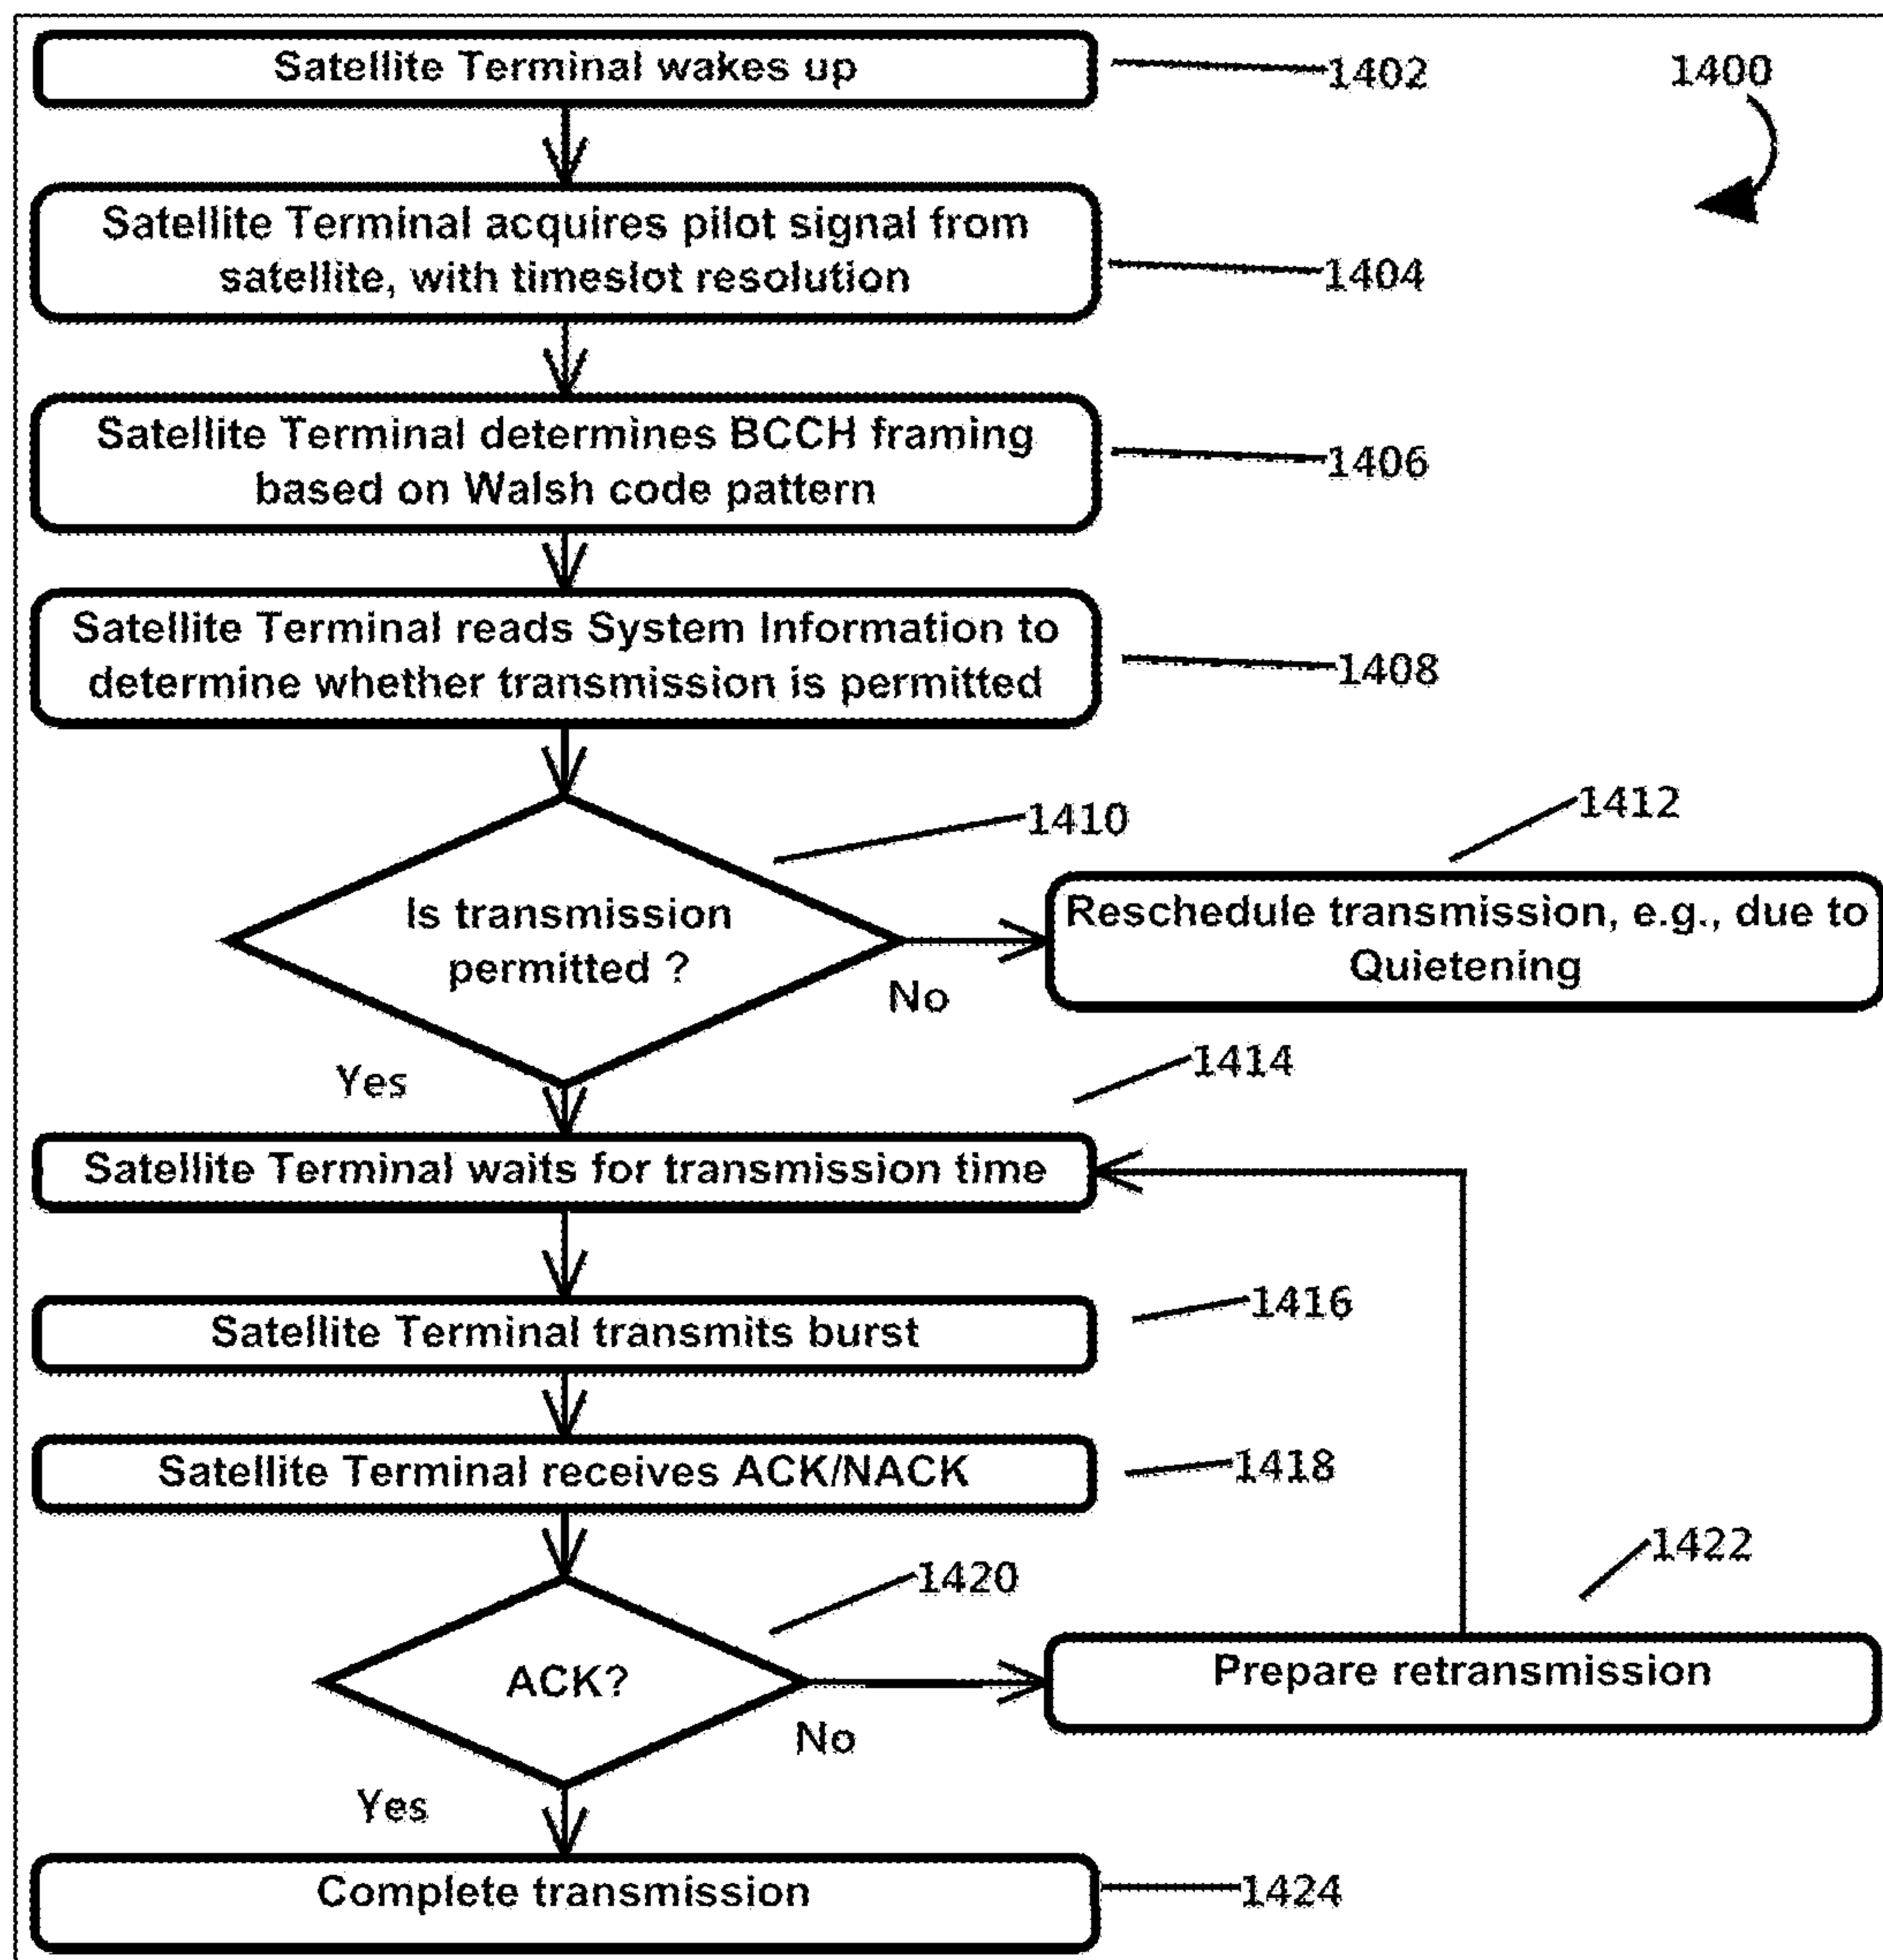 Satellite Terminal wakes up
1402
1400
Satellite Terminal acquires pilot signal from
satellite, with timeslot resolution
1404
Satellite Terminal determines BCCH framing
based on Walsh code pattern
1406
Satellite Terminal reads System Information to
determine whether transmission is permitted
1408
1410
1412
Is transmission
permitted ?
Reschedule transmission, e.g., due to
Quietening
No
Yes
1414
Satellite Terminal waits for transmission time
1416
Satellite Terminal transmits burst
1418
Satellite Terminal receives ACK/NACK
1420
1422
ACK?
Prepare retransmission
No
Yes
Complete transmission
1424